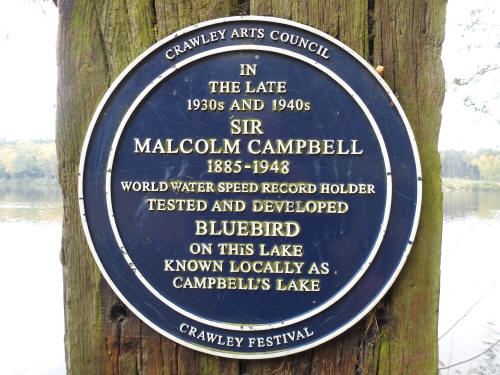 CRAWLEY ARTS COUNCIL
IN
THE LATE
1930s AND 1940s
SIR
MALCOLM CAMPBELL
1885-1948
WORLD WATER SPEED RECORD HOLDER
TESTED AND DEVELOPED
BLUEBIRD
ON THIS LAKE
KNOWN LOCALLY AS
CAMPBELL'S LAKE
CRAWLEY FESTIVAL